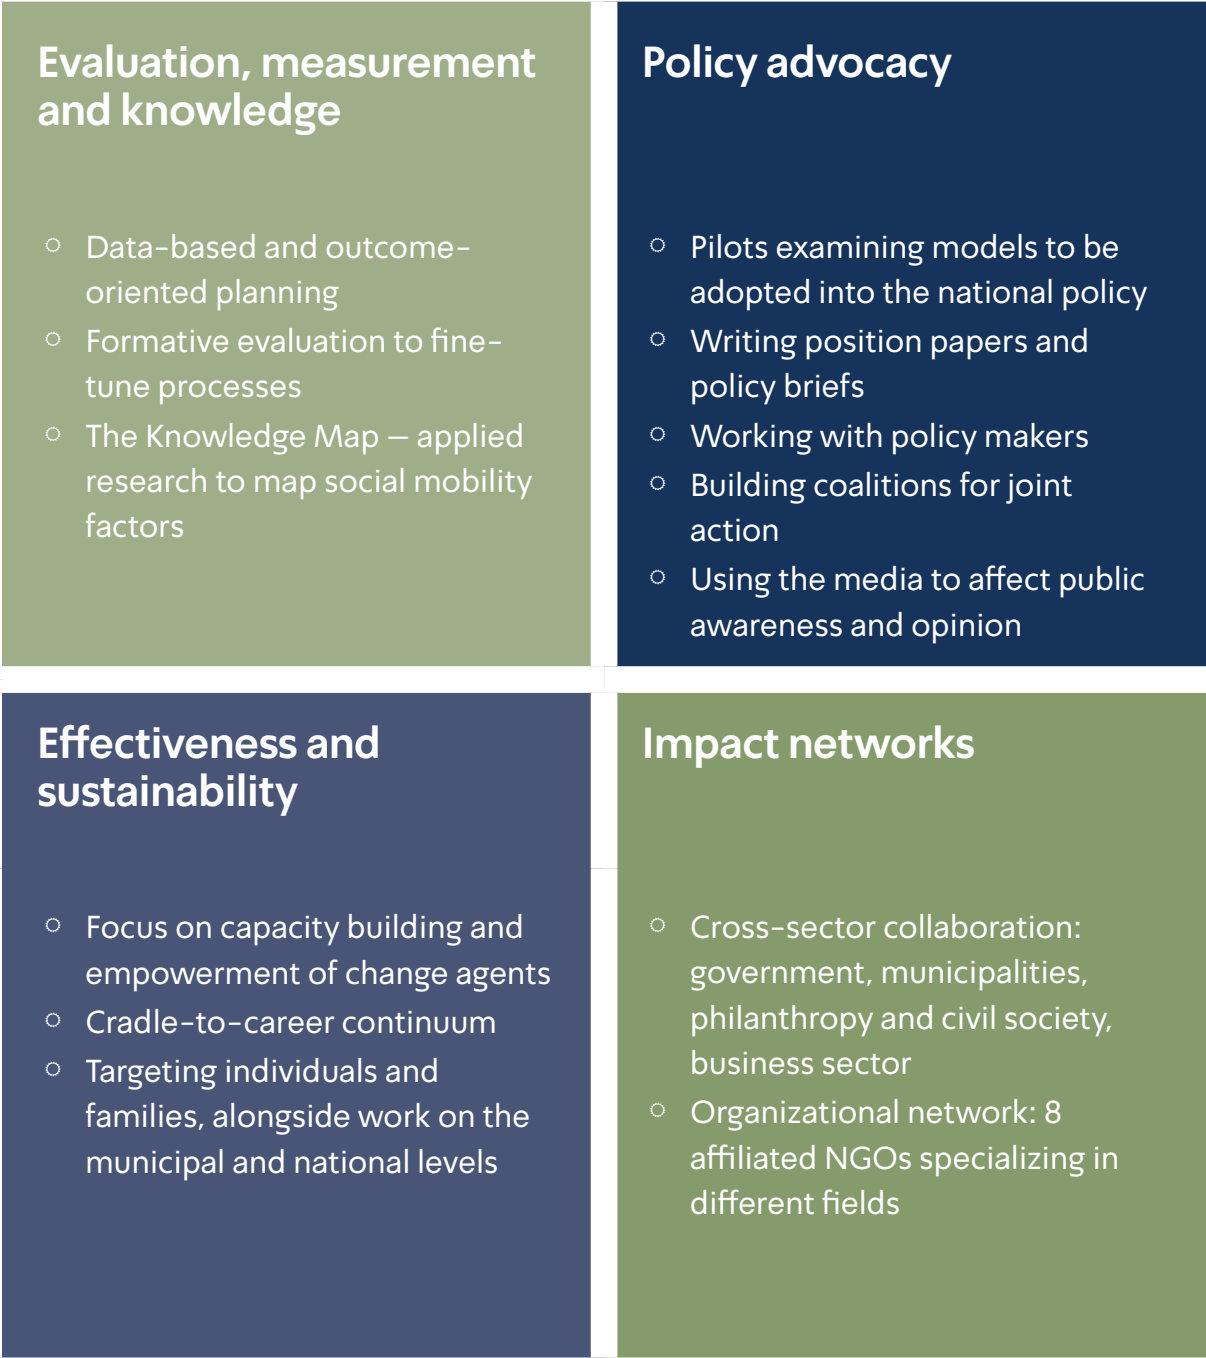 Evaluation, measurement
and knowledge
◌ Data-based and outcome-
oriented planning
◌ Formative evaluation to fine-
tune processes
◌ The Knowledge Map – applied
research to map social mobility
factors
Policy advocacy
◌ Pilots examining models to be
adopted into the national policy
◌ Writing position papers and
policy briefs
◌ Working with policy makers
◌ Building coalitions for joint
action
◌ Using the media to affect public
awareness and opinion
Effectiveness and
sustainability
◌ Focus on capacity building and
empowerment of change agents
◌ Cradle-to-career continuum
◌ Targeting individuals and
families, alongside work on the
municipal and national levels
Impact networks
◌ Cross-sector collaboration:
government, municipalities,
philanthropy and civil society,
business sector
◌ Organizational network: 8
affiliated NGOs specializing in
different fields